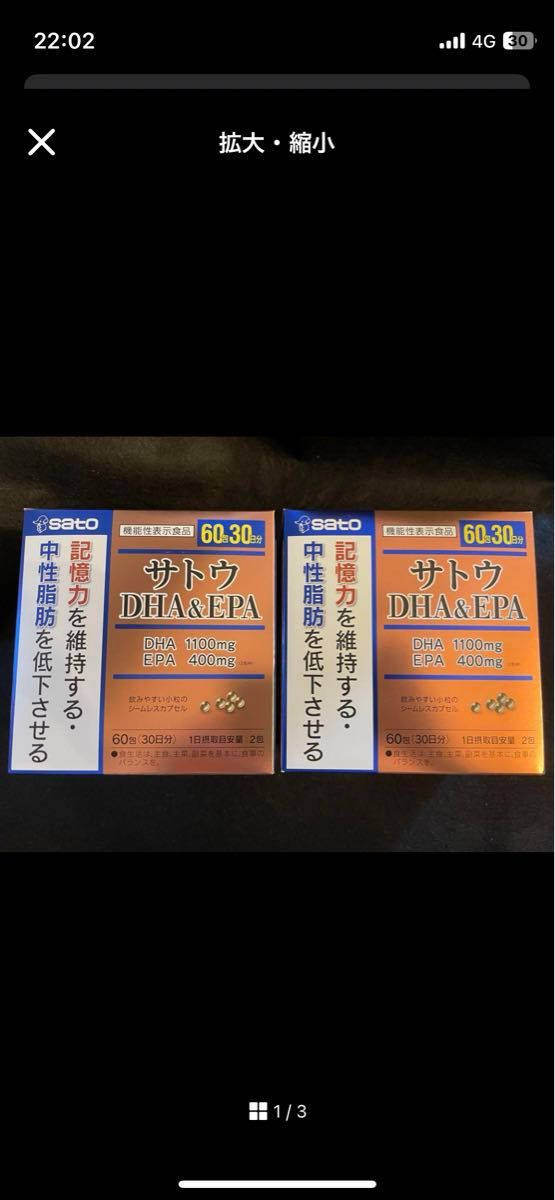 22:02
4G 30
拡大・縮小
sato
機能性表示食品
60包30日分
記憶力を維持する・
中性脂肪を低下させる
サトウ
DHA&EPA
DHA 1100mg
EPA 400mg
飲みやすい小粒の
シームレスカプセル
60包〈30日分〉 1日摂取目安量:2包
●食生活は、主食、主菜、副菜を基本に、食事の
バランスを。
sato
機能性表示食品
60包30日分
記憶力を維持する・
中性脂肪を低下させる
サトウ
DHA&EPA
DHA 1100mg
EPA 400mg
飲みやすい小粒の
シームレスカプセル
60包〈30日分〉 1日摂取目安量:2包
●食生活は、主食、主菜、副菜を基本に、食事の
バランスを。
1 / 3